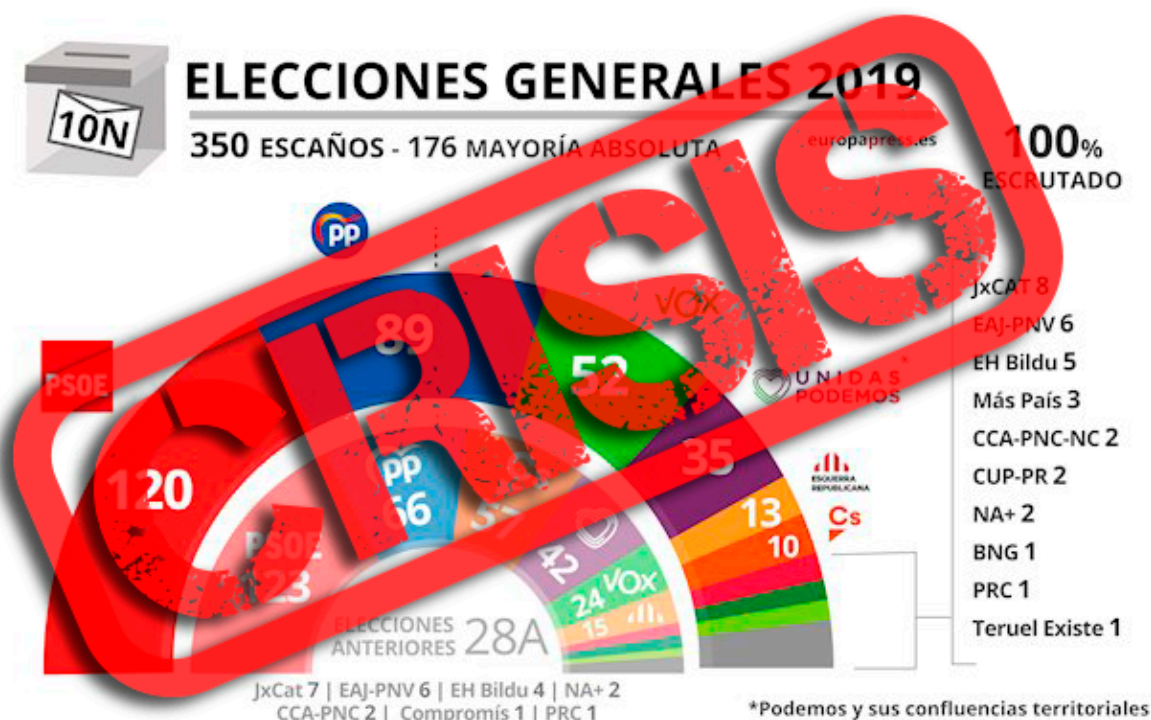 ELECCIONES GENERALES 2019
10N
350 ESCAÑOS - 176 MAYORÍA ABSOLUTA
europapress.es
100%
ESCRUTADO
CRISIS
PP
89
VOX
52
PSOE
120
UNIDAS
PODEMOS
35
ESQUERRA
REPUBLICANA
13
Cs
10
JxCAT 8
EAJ-PNV 6
EH Bildu 5
Más País 3
CCA-PNC-NC 2
CUP-PR 2
NA+ 2
BNG 1
PRC 1
Teruel Existe 1
PP
66
PSOE
23
42
24 VOX
15
ELECCIONES
ANTERIORES 28A
JxCat 7 | EAJ-PNV 6 | EH Bildu 4 | NA+ 2
CCA-PNC 2 | Compromís 1 | PRC 1
*Podemos y sus confluencias territoriales